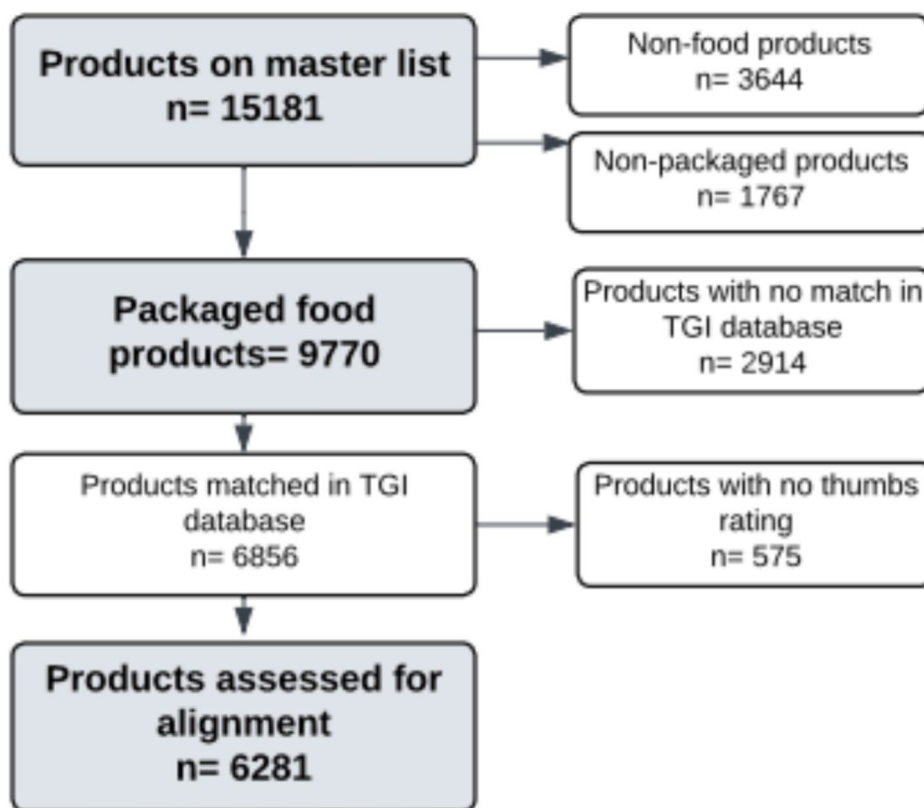 Products on master list
n= 15181
Non-food products
n= 3644
Non-packaged products
n= 1767
Packaged food
products= 9770
Products with no match in
TGI database
n= 2914
Products matched in TGI
database
n= 6856
Products with no thumbs
rating
n= 575
Products assessed for
alignment
n= 6281